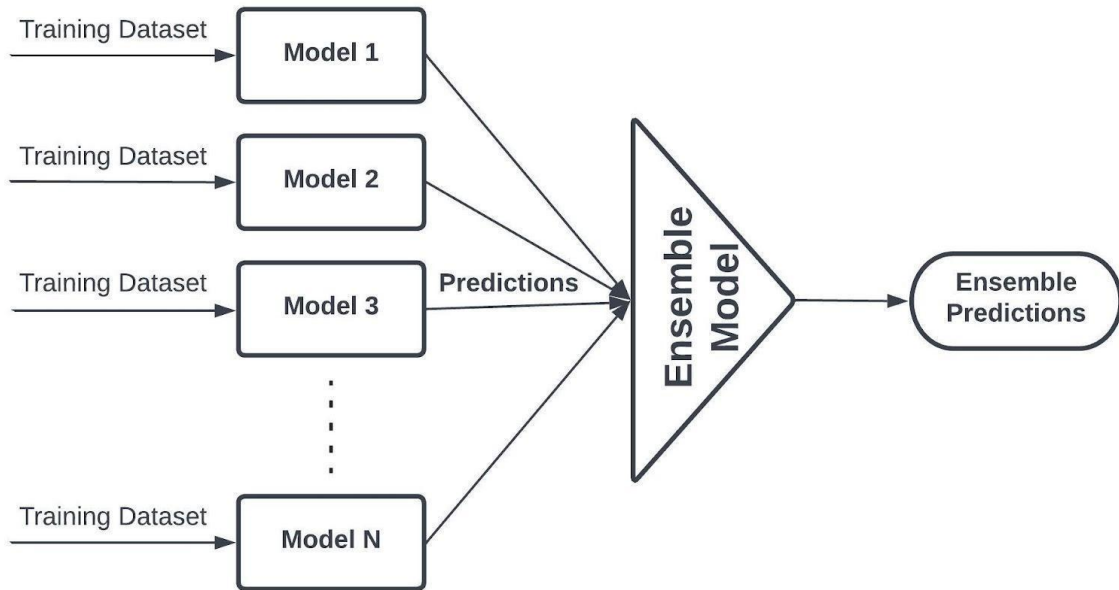 Training Dataset
Model 1
Training Dataset
Model 2
Training Dataset
Model 3
Predictions
Training Dataset
Model N
Ensemble
Model
Ensemble
Predictions